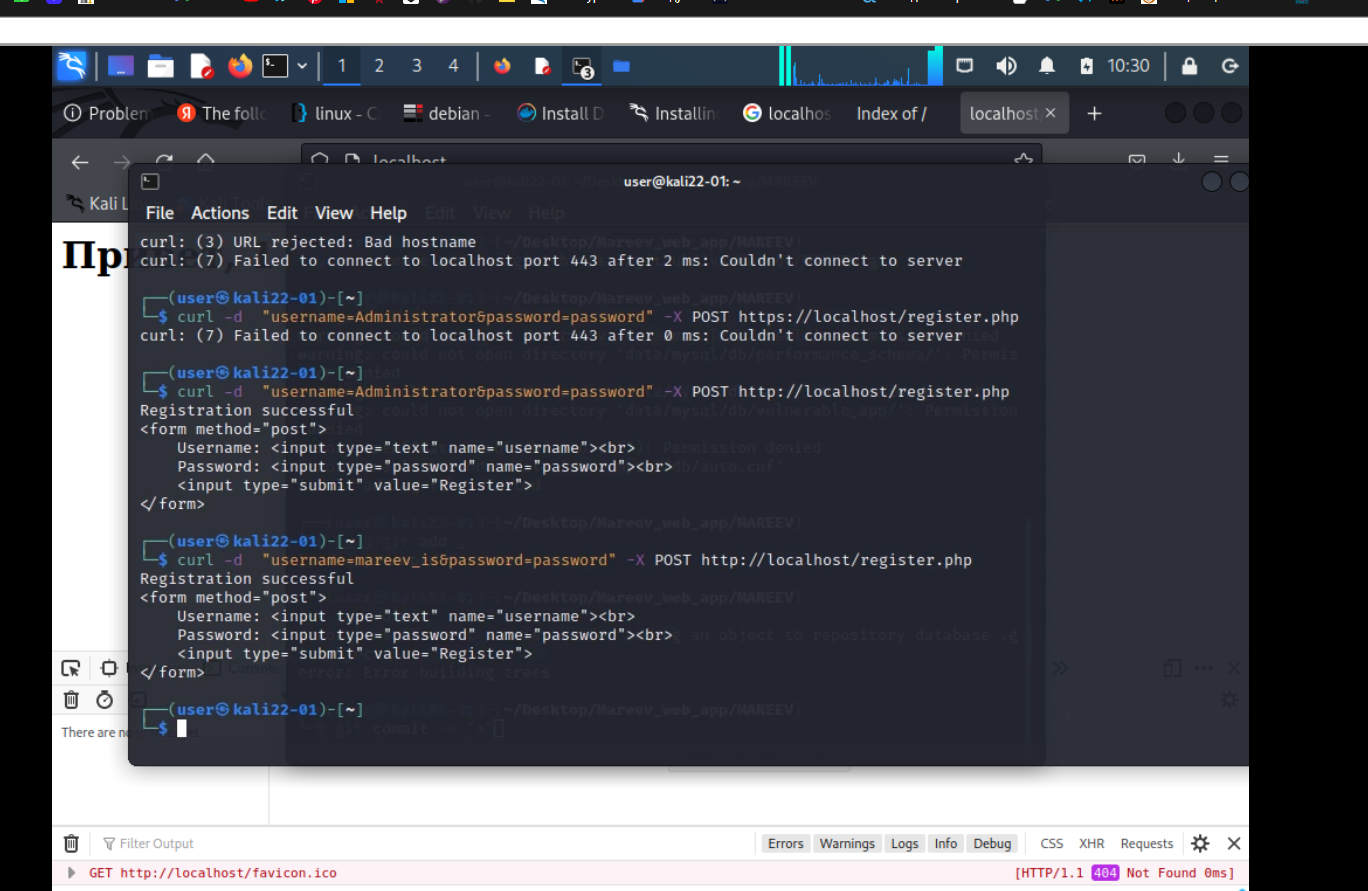 1 2 3 4 10:30
Problem The follo linux - C debian - Install D Installing localhos Index of / localhost
localhost
Kali L
user@kali22-01: ~
File Actions Edit View Help
Привет,
curl: (3) URL rejected: Bad hostname
curl: (7) Failed to connect to localhost port 443 after 2 ms: Couldn't connect to server
┌──(user㉿kali22-01)-[~]
└─$ curl -d "username=Administrator&password=password" -X POST https://localhost/register.php
curl: (7) Failed to connect to localhost port 443 after 0 ms: Couldn't connect to server
┌──(user㉿kali22-01)-[~]
└─$ curl -d "username=Administrator&password=password" -X POST http://localhost/register.php
Registration successful
<form method="post">
Username: <input type="text" name="username"><br>
Password: <input type="password" name="password"><br>
<input type="submit" value="Register">
</form>
┌──(user㉿kali22-01)-[~]
└─$ curl -d "username=mareev_is&password=password" -X POST http://localhost/register.php
Registration successful
<form method="post">
Username: <input type="text" name="username"><br>
Password: <input type="password" name="password"><br>
<input type="submit" value="Register">
</form>
┌──(user㉿kali22-01)-[~]
└─$
There are no
Filter Output Errors Warnings Logs Info Debug CSS XHR Requests
GET http://localhost/favicon.ico [HTTP/1.1 404 Not Found 0ms]